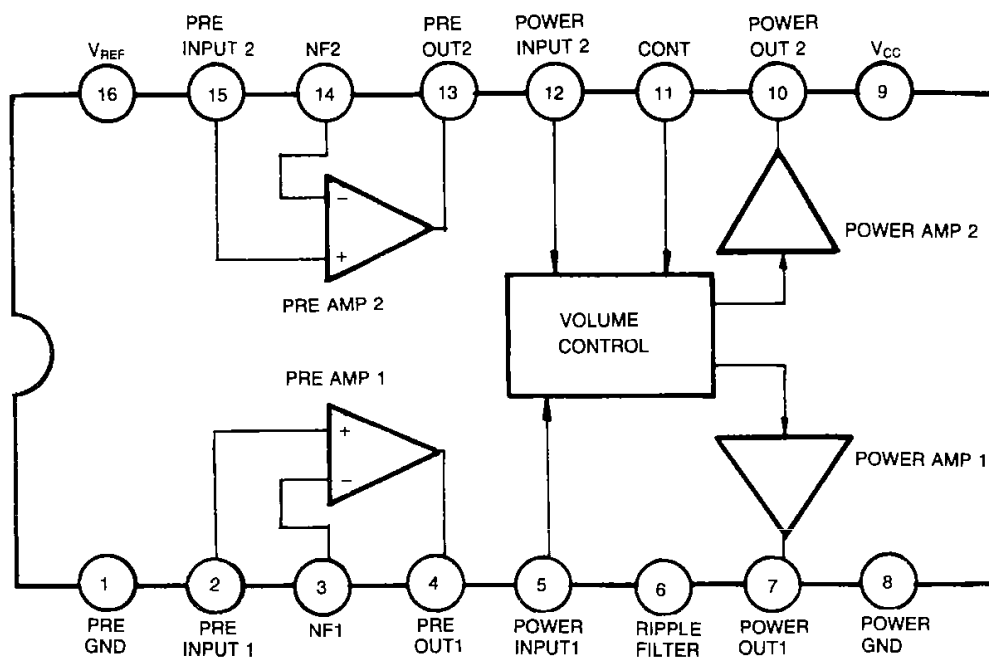 PRE
INPUT 2
PRE
OUT2
POWER
INPUT 2
POWER
OUT 2
VREF
NF2
CONT
VCC
16
15
14
13
12
11
10
9
−
+
PRE AMP 2
POWER AMP 2
VOLUME
CONTROL
PRE AMP 1
+
−
POWER AMP 1
1
2
3
4
5
6
7
8
PRE
GND
PRE
INPUT 1
NF1
PRE
OUT1
POWER
INPUT1
RIPPLE
FILTER
POWER
OUT1
POWER
GND